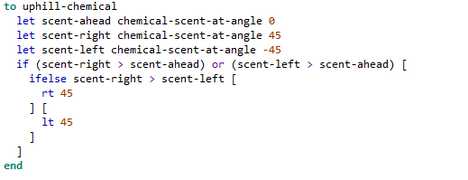 to uphill-chemical
  let scent-ahead chemical-scent-at-angle 0
  let scent-right chemical-scent-at-angle 45
  let scent-left chemical-scent-at-angle -45
  if (scent-right > scent-ahead) or (scent-left > scent-ahead) [
    ifelse scent-right > scent-left [
      rt 45
    ] [
      lt 45
    ]
  ]
end